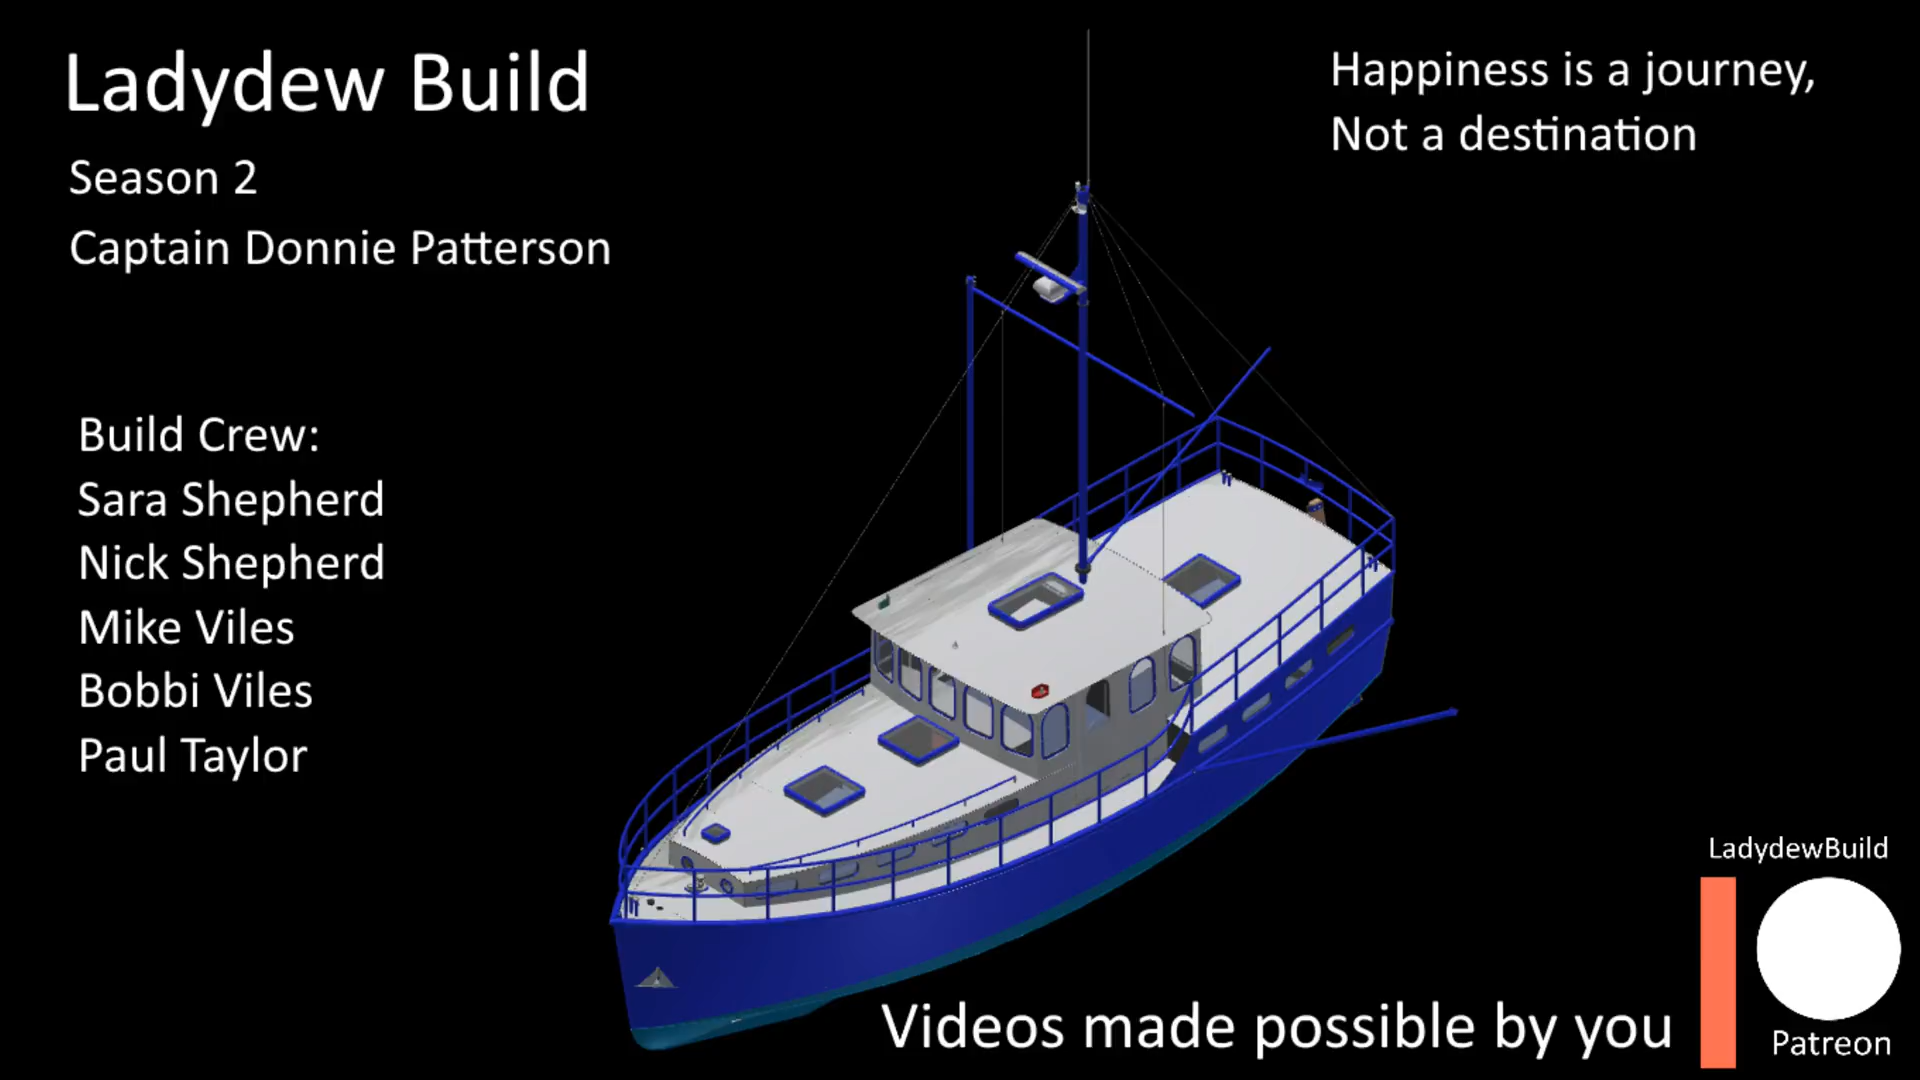 Ladydew Build
Season 2
Captain Donnie Patterson
Happiness is a journey,
Not a destination
Build Crew:
Sara Shepherd
Nick Shepherd
Mike Viles
Bobbi Viles
Paul Taylor
Videos made possible by you
LadydewBuild
Patreon